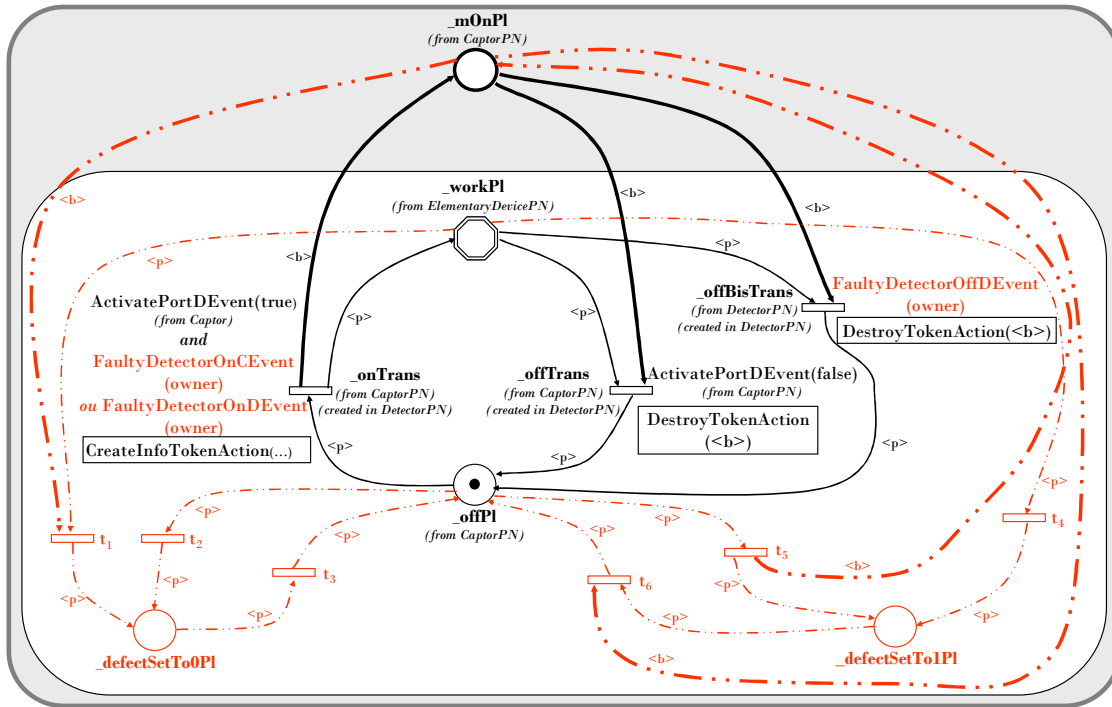 _mOnPl
(from CaptorPN)
<b>
_workPl
(from ElementaryDevicePN)
<b>
<b>
<b>
<p>
<p>
ActivatePortDEvent(true)
(from Captor)
and
FaultyDetectorOnCEvent
(owner)
ou FaultyDetectorOnDEvent
(owner)
CreateInfoTokenAction(...)
<p>
<p>
_offBisTrans
(from DetectorPN)
(created in DetectorPN)
FaultyDetectorOffDEvent
(owner)
DestroyTokenAction(<b>)
_onTrans
(from CaptorPN)
(created in DetectorPN)
_offTrans
(from CaptorPN)
(created in DetectorPN)
ActivatePortDEvent(false)
(from CaptorPN)
DestroyTokenAction
(<b>)
<p>
<p>
<p>
_offPl
(from CaptorPN)
<p>
<p>
<p>
<p>
<p>
t1
t2
t3
t4
t5
t6
<b>
<p>
<p>
<p>
<p>
<p>
<p>
<b>
_defectSetTo0Pl
_defectSetTo1Pl